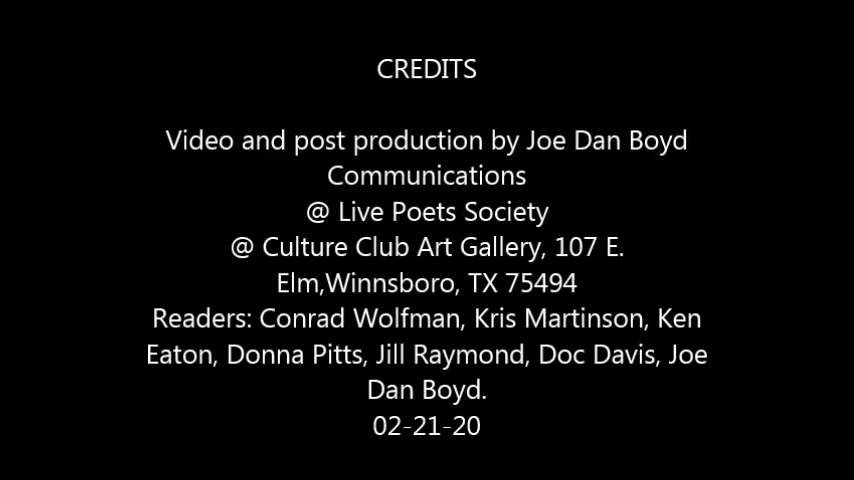 CREDITS
Video and post production by Joe Dan Boyd
Communications
@ Live Poets Society
@ Culture Club Art Gallery, 107 E.
Elm,Winnsboro, TX 75494
Readers: Conrad Wolfman, Kris Martinson, Ken
Eaton, Donna Pitts, Jill Raymond, Doc Davis, Joe
Dan Boyd.
02-21-20